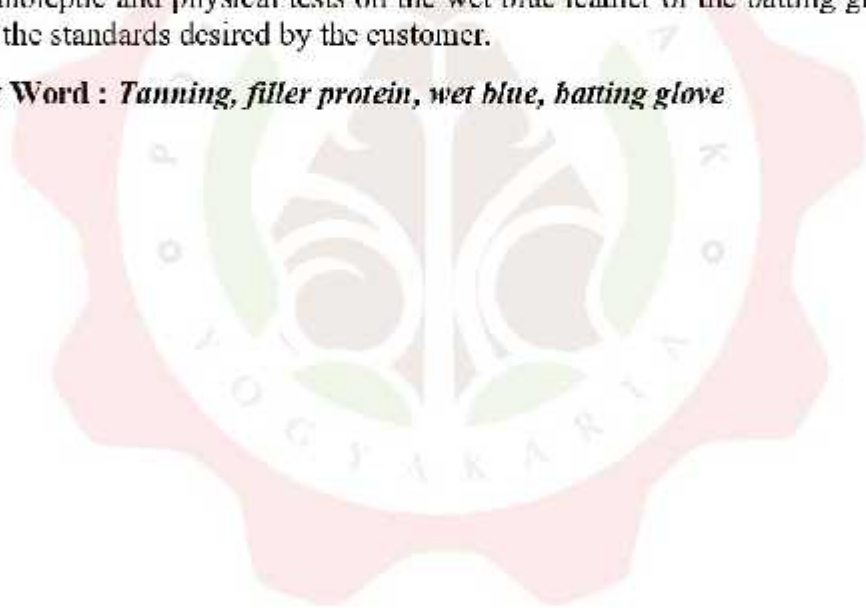 and physical tests on the wet blue leather of the batting
the standards desired by the customer.
Word : Tanning, filler protein, wet blue, batting glove
YOGYAKARTA